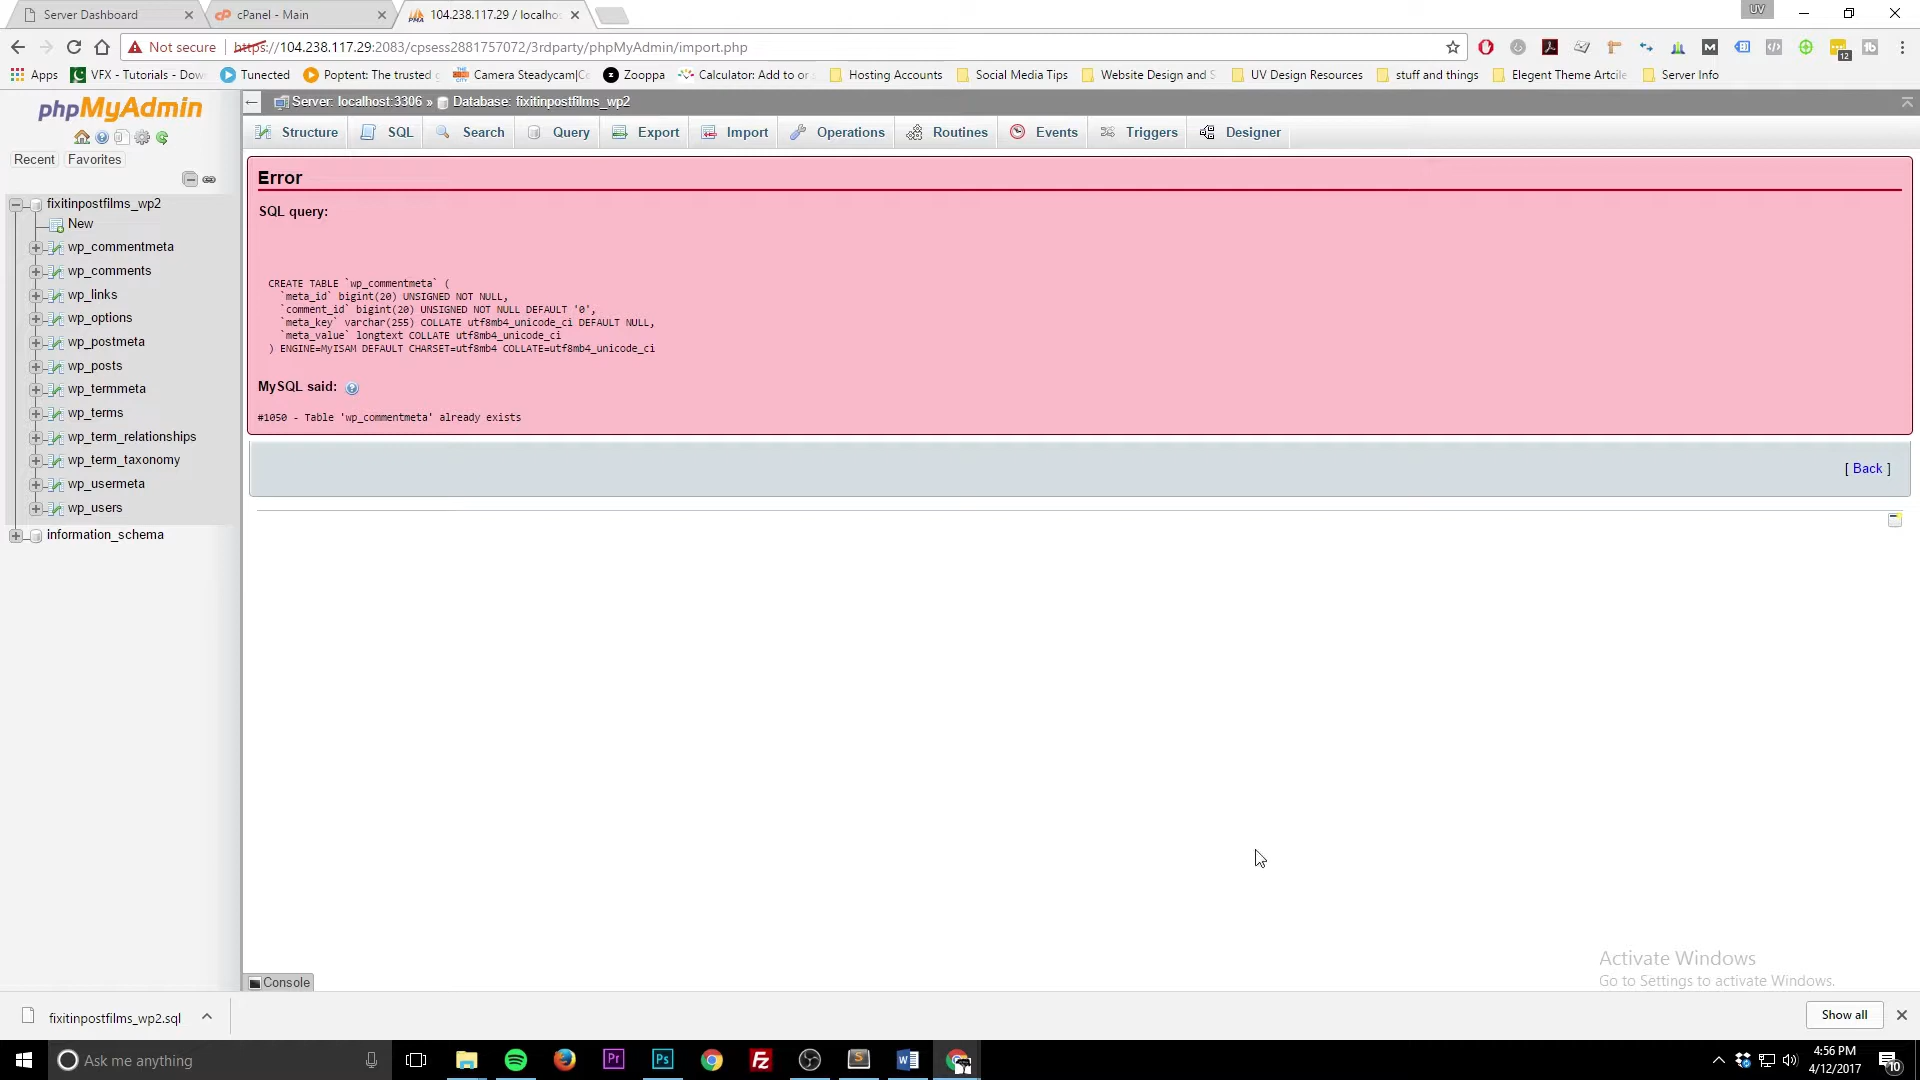 Server Dashboard
cPanel - Main
104.238.117.29 / localho
UV
Not secure
https://104.238.117.29:2083/cpsess2881757072/3rdparty/phpMyAdmin/import.php
12
Apps
VFX - Tutorials - Dow
Tunected
Poptent: The trusted
Camera Steadycam|C
Zooppa
Calculator: Add to or
Hosting Accounts
Social Media Tips
Website Design and S
UV Design Resources
stuff and things
Elegent Theme Artcile
Server Info
phpMyAdmin
Recent
Favorites
fixitinpostfilms_wp2
New
wp_commentmeta
wp_comments
wp_links
wp_options
wp_postmeta
wp_posts
wp_termmeta
wp_terms
wp_term_relationships
wp_term_taxonomy
wp_usermeta
wp_users
information_schema
Server: localhost:3306 » Database: fixitinpostfilms_wp2
Structure
SQL
Search
Query
Export
Import
Operations
Routines
Events
Triggers
Designer
Error
SQL query:
CREATE TABLE `wp_commentmeta` (
`meta_id` bigint(20) UNSIGNED NOT NULL,
`comment_id` bigint(20) UNSIGNED NOT NULL DEFAULT '0',
`meta_key` varchar(255) COLLATE utf8mb4_unicode_ci DEFAULT NULL,
`meta_value` longtext COLLATE utf8mb4_unicode_ci
) ENGINE=MyISAM DEFAULT CHARSET=utf8mb4 COLLATE=utf8mb4_unicode_ci
MySQL said:
#1050 - Table 'wp_commentmeta' already exists
[ Back ]
Console
Activate Windows
Go to Settings to activate Windows.
fixitinpostfilms_wp2.sql
Show all
Ask me anything
4:56 PM
4/12/2017
10